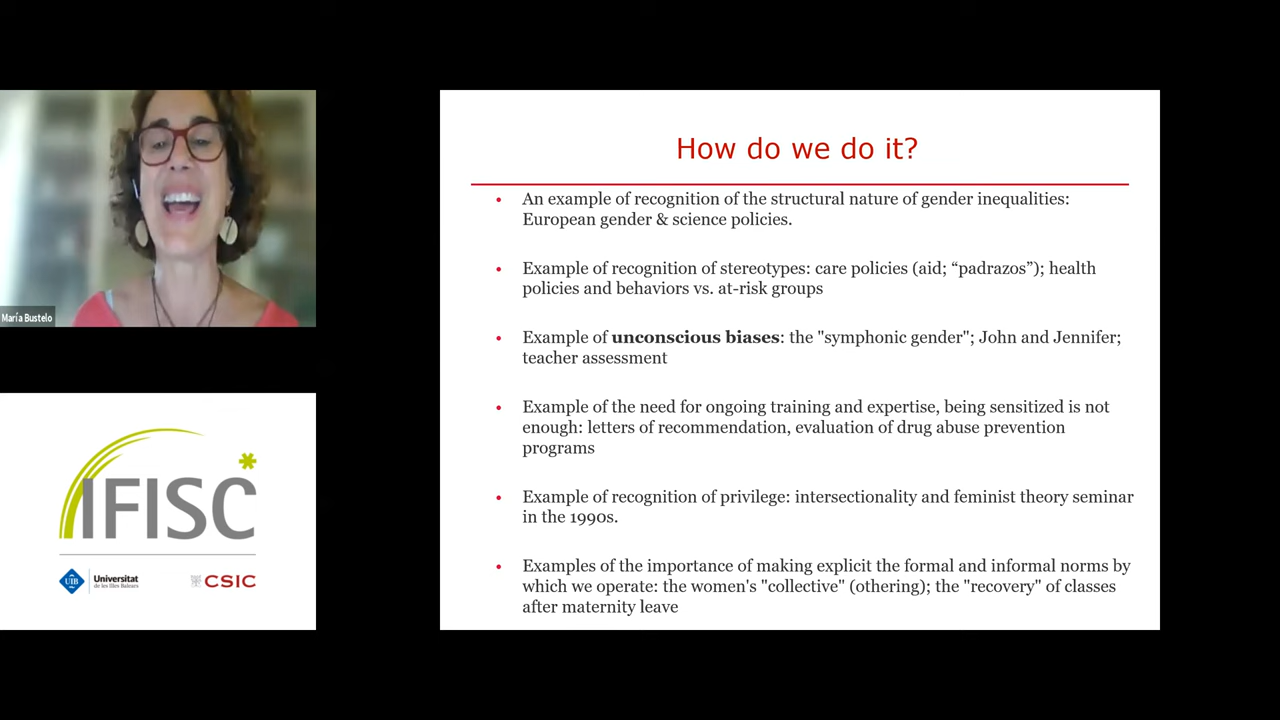 María Bustelo
IFISC
UIB
Universitat
de les Illes Balears
CSIC
How do we do it?
• An example of recognition of the structural nature of gender inequalities:
European gender & science policies.
• Example of recognition of stereotypes: care policies (aid; “padrazos”); health
policies and behaviors vs. at-risk groups
• Example of unconscious biases: the "symphonic gender"; John and Jennifer;
teacher assessment
• Example of the need for ongoing training and expertise, being sensitized is not
enough: letters of recommendation, evaluation of drug abuse prevention
programs
• Example of recognition of privilege: intersectionality and feminist theory seminar
in the 1990s.
• Examples of the importance of making explicit the formal and informal norms by
which we operate: the women's "collective" (othering); the "recovery" of classes
after maternity leave